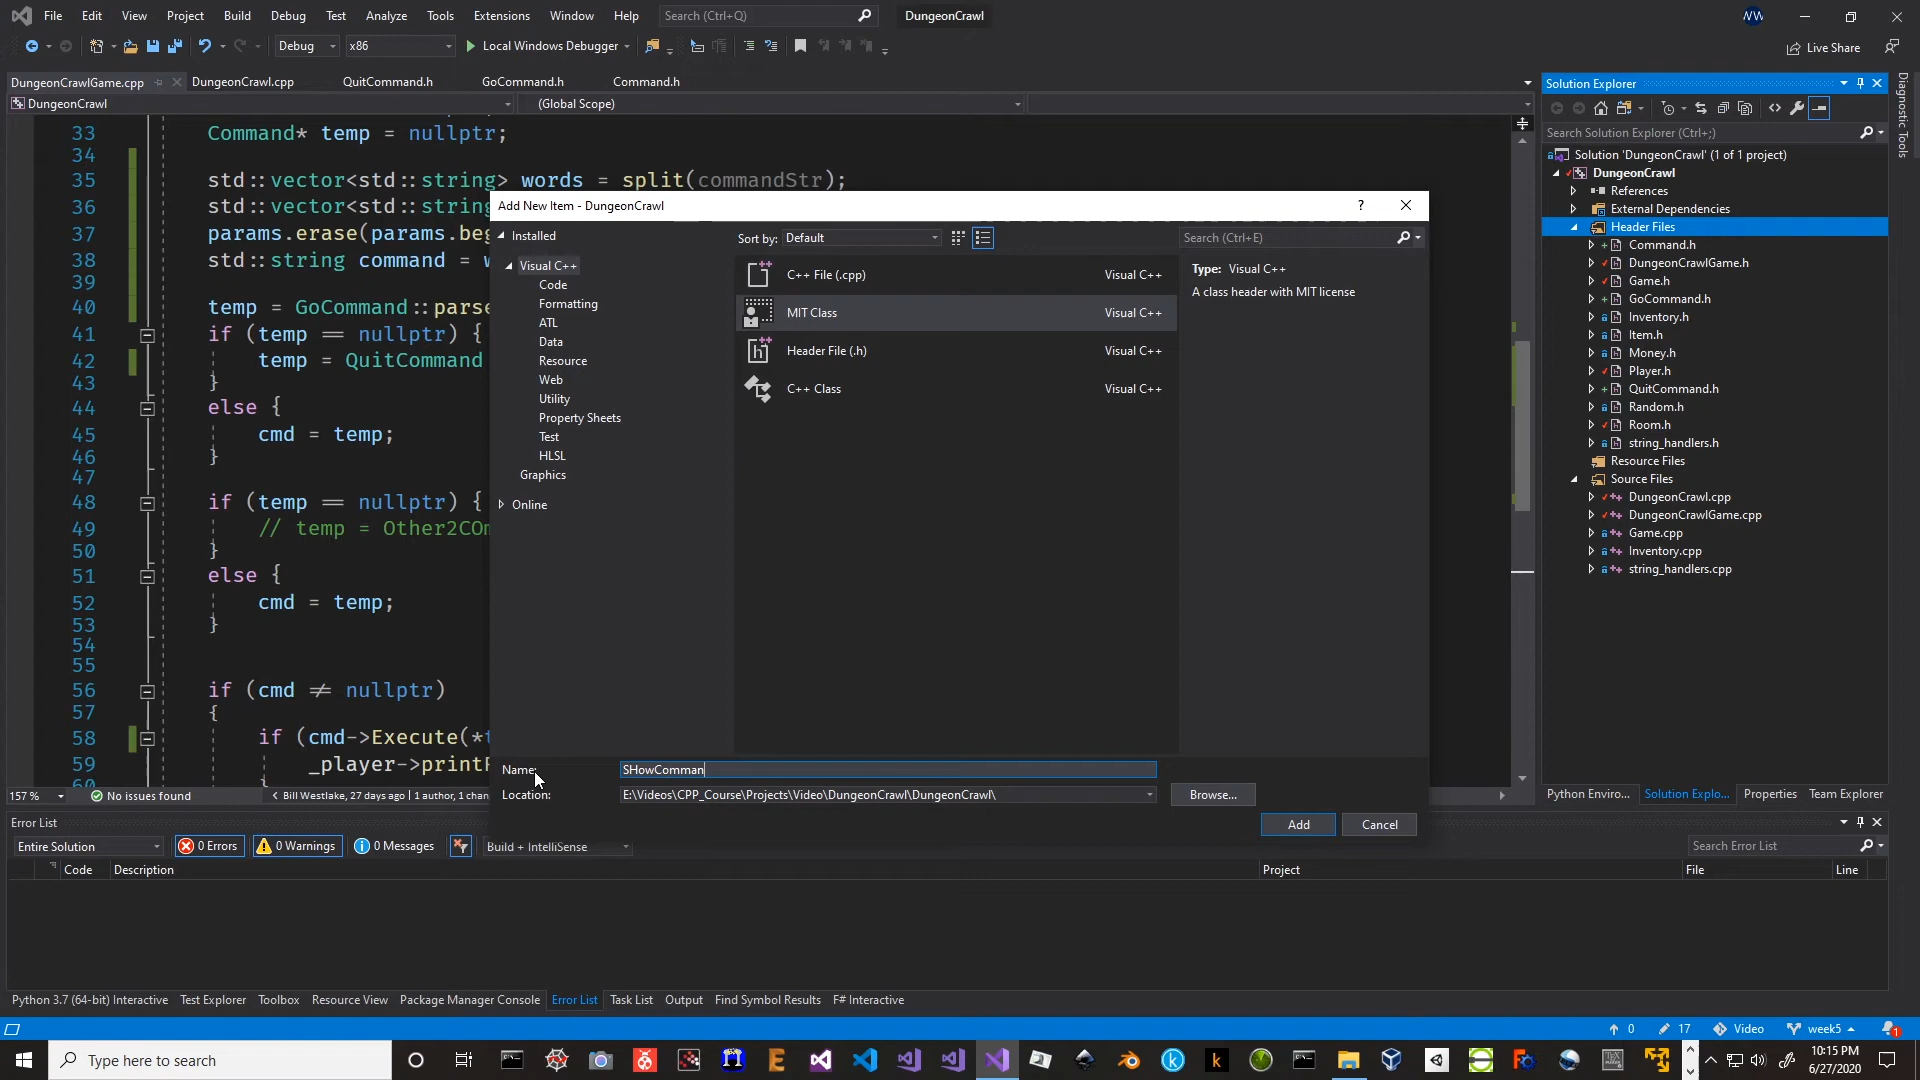 File Edit View Project Build Debug Test Analyze Tools Extensions Window Help Search (Ctrl+Q) DungeonCrawl
Debug x86 Local Windows Debugger Live Share
DungeonCrawlGame.cpp DungeonCrawl.cpp QuitCommand.h GoCommand.h Command.h
DungeonCrawl (Global Scope)
33 Command* temp = nullptr;
34
35 std::vector<std::string> words = split(commandStr);
36 std::vector<std::string
37 params.erase(params.beg
38 std::string command = w
39
40 temp = GoCommand::parse
41 if (temp == nullptr) {
42 temp = QuitCommand
43 }
44 else {
45 cmd = temp;
46 }
47
48 if (temp == nullptr) {
49 // temp = Other2COm
50 }
51 else {
52 cmd = temp;
53 }
54
55
56 if (cmd ≠ nullptr)
57 {
58 if (cmd->Execute(*t
59 _player->printP
60 }
157 % No issues found Bill Westlake, 27 days ago | 1 author, 1 chan
Add New Item - DungeonCrawl
?
Installed
Visual C++
Code
Formatting
ATL
Data
Resource
Web
Utility
Property Sheets
Test
HLSL
Graphics
Online
Sort by: Default
C++ File (.cpp) Visual C++
MIT Class Visual C++
Header File (.h) Visual C++
C++ Class Visual C++
Search (Ctrl+E)
Type: Visual C++
A class header with MIT license
Name: SHowComman
Location: E:\Videos\CPP_Course\Projects\Video\DungeonCrawl\DungeonCrawl\
Browse...
Add Cancel
Solution Explorer
Search Solution Explorer (Ctrl+;)
Solution 'DungeonCrawl' (1 of 1 project)
DungeonCrawl
References
External Dependencies
Header Files
Command.h
DungeonCrawlGame.h
Game.h
GoCommand.h
Inventory.h
Item.h
Money.h
Player.h
QuitCommand.h
Random.h
Room.h
string_handlers.h
Resource Files
Source Files
DungeonCrawl.cpp
DungeonCrawlGame.cpp
Game.cpp
Inventory.cpp
string_handlers.cpp
Python Enviro... Solution Explo... Properties Team Explorer
Diagnostic Tools
Error List
Entire Solution 0 Errors 0 Warnings 0 Messages Build + IntelliSense Search Error List
Code Description Project File Line
Python 3.7 (64-bit) Interactive Test Explorer Toolbox Resource View Package Manager Console Error List Task List Output Find Symbol Results F# Interactive
0 17 Video week5 1
Type here to search
10:15 PM
6/27/2020